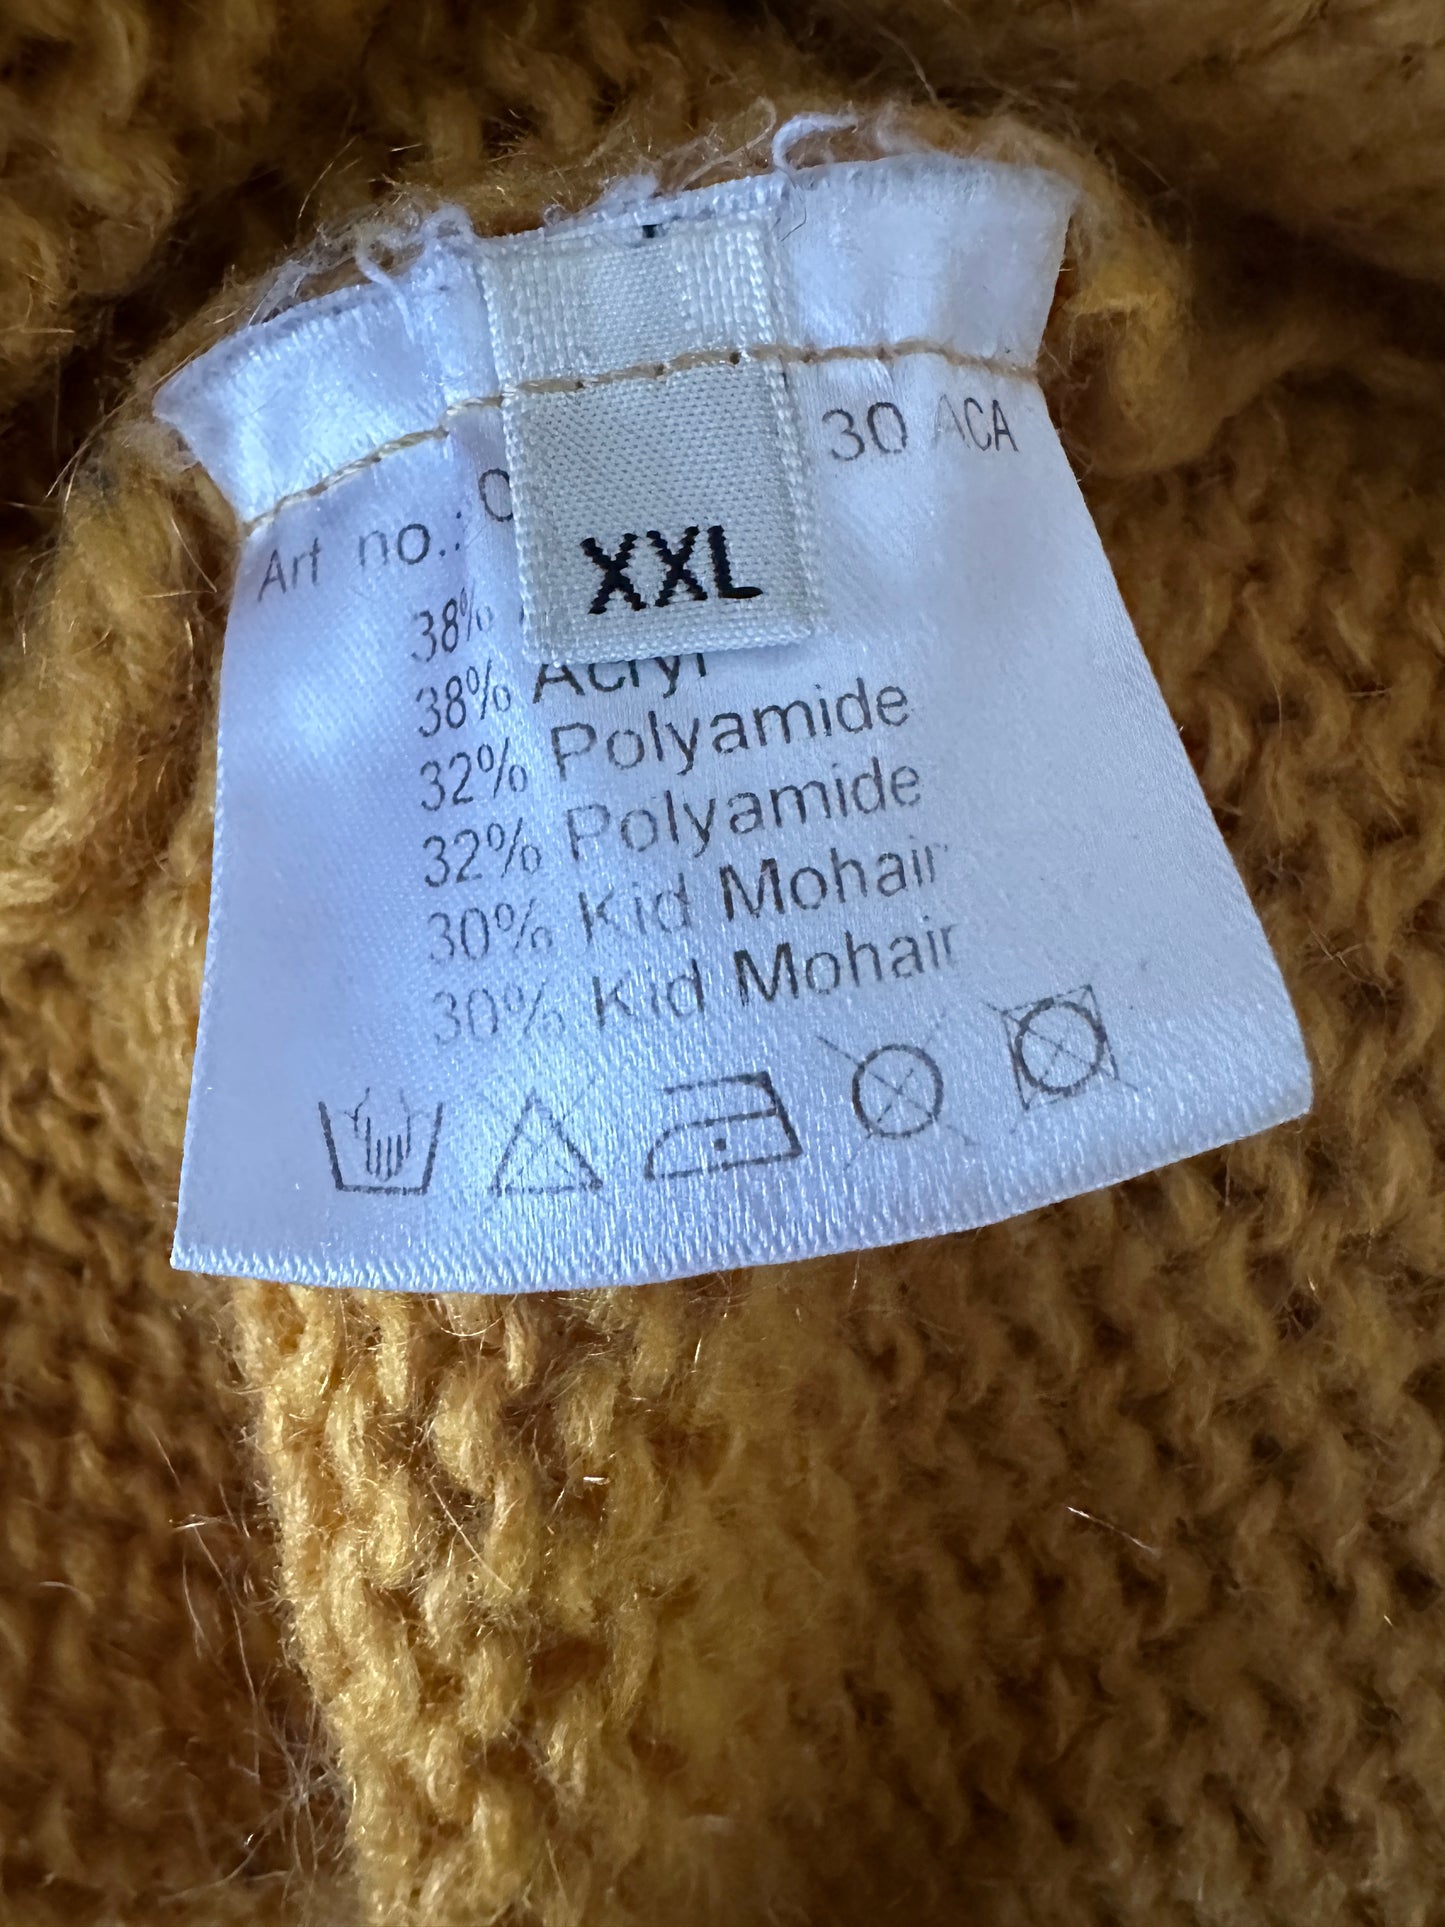 30 ACA
Art no.:
XXL
38%
38% Acryl
32% Polyamide
32% Polyamide
30% Kid Mohair
30% Kid Mohair